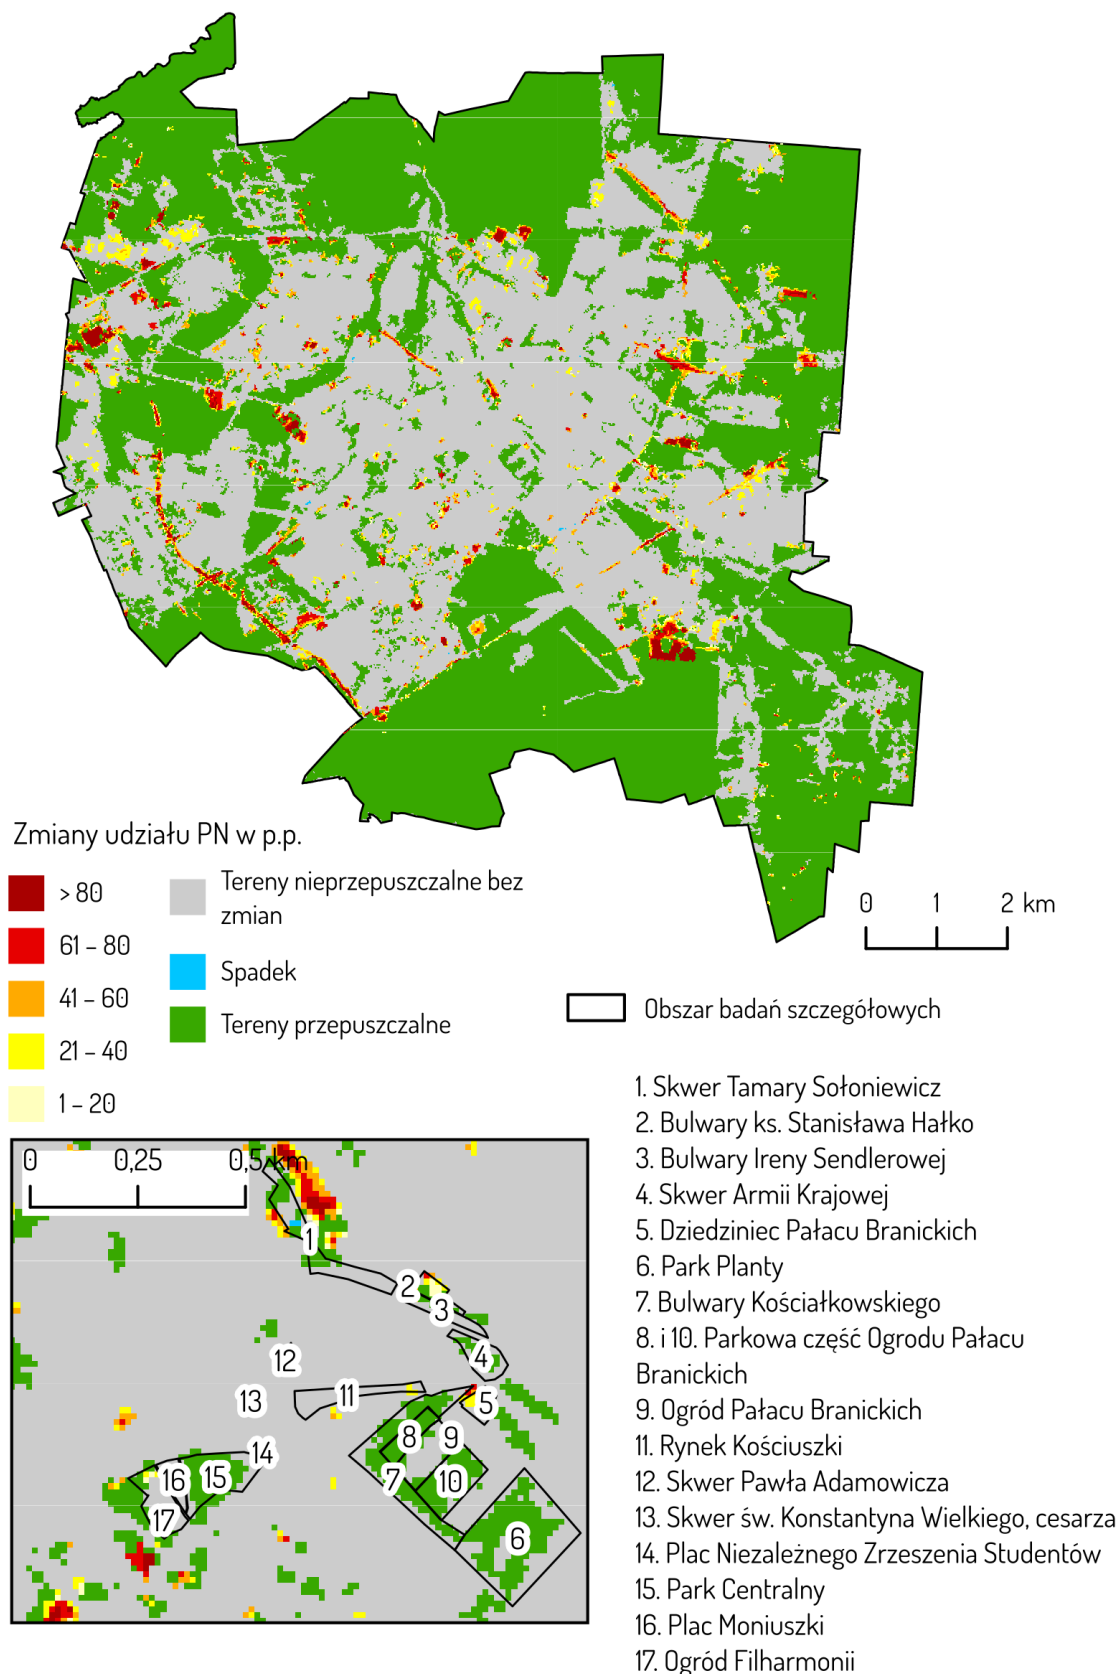 Zmiany udziału PN w p.p.
> 80
61 – 80
41 – 60
21 – 40
1 – 20
Tereny nieprzepuszczalne bez
zmian
Spadek
Tereny przepuszczalne
0 1 2 km
Obszar badań szczegółowych
0 0,25 0,5 km
1
2
3
4
5
6
7
8
9
10
11
12
13
14
15
16
17
1. Skwer Tamary Sołoniewicz
2. Bulwary ks. Stanisława Hałko
3. Bulwary Ireny Sendlerowej
4. Skwer Armii Krajowej
5. Dziedziniec Pałacu Branickich
6. Park Planty
7. Bulwary Kościałkowskiego
8. i 10. Parkowa część Ogrodu Pałacu
Branickich
9. Ogród Pałacu Branickich
11. Rynek Kościuszki
12. Skwer Pawła Adamowicza
13. Skwer św. Konstantyna Wielkiego, cesarza
14. Plac Niezależnego Zrzeszenia Studentów
15. Park Centralny
16. Plac Moniuszki
17. Ogród Filharmonii